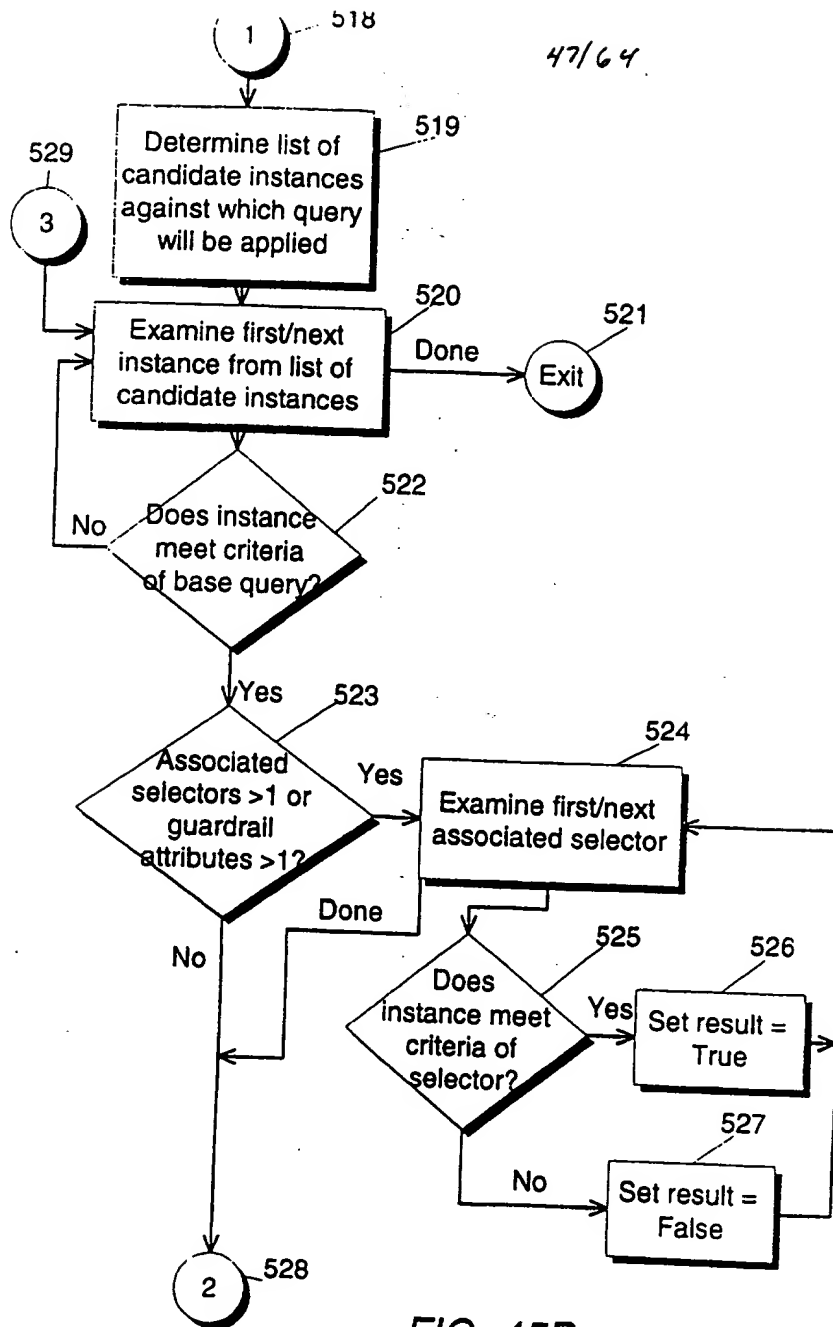 1
518
47/64
Determine list of
candidate instances
against which query
will be applied
519
529
3
Examine first/next
instance from list of
candidate instances
520
Done
521
Exit
522
No
Does instance
meet criteria
of base query?
Yes
523
Associated
selectors >1 or
guardrail
attributes >1?
Yes
524
Examine first/next
associated selector
Done
No
525
Does
instance meet
criteria of
selector?
Yes
526
Set result =
True
527
No
Set result =
False
2
528